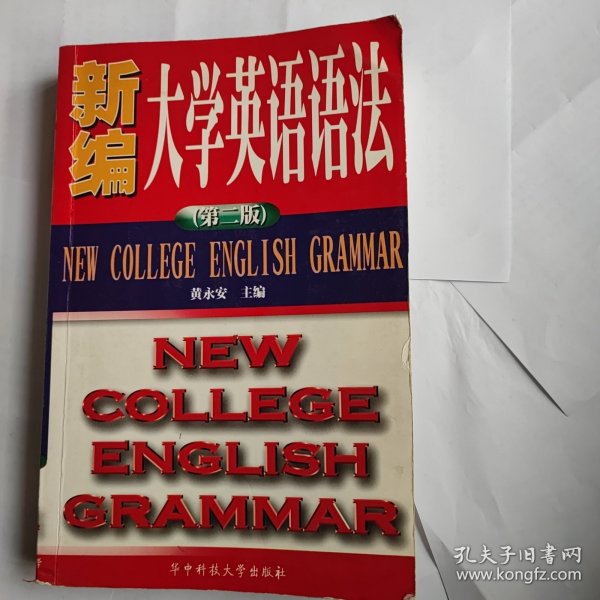 新编
大学英语语法
(第二版)
NEW COLLEGE ENGLISH GRAMMAR
黄永安 主编
NEW
COLLEGE
ENGLISH
GRAMMAR
华中科技大学出版社
孔夫子旧书网
www.kongfz.com